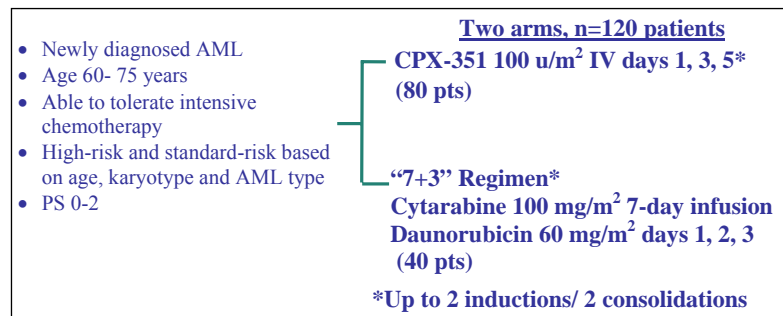 • Newly diagnosed AML
• Age 60- 75 years
• Able to tolerate intensive
chemotherapy
• High-risk and standard-risk based
on age, karyotype and AML type
• PS 0-2
Two arms, n=120 patients
CPX-351 100 u/m² IV days 1, 3, 5*
(80 pts)
“7+3” Regimen*
Cytarabine 100 mg/m² 7-day infusion
Daunorubicin 60 mg/m² days 1, 2, 3
(40 pts)
*Up to 2 inductions/ 2 consolidations